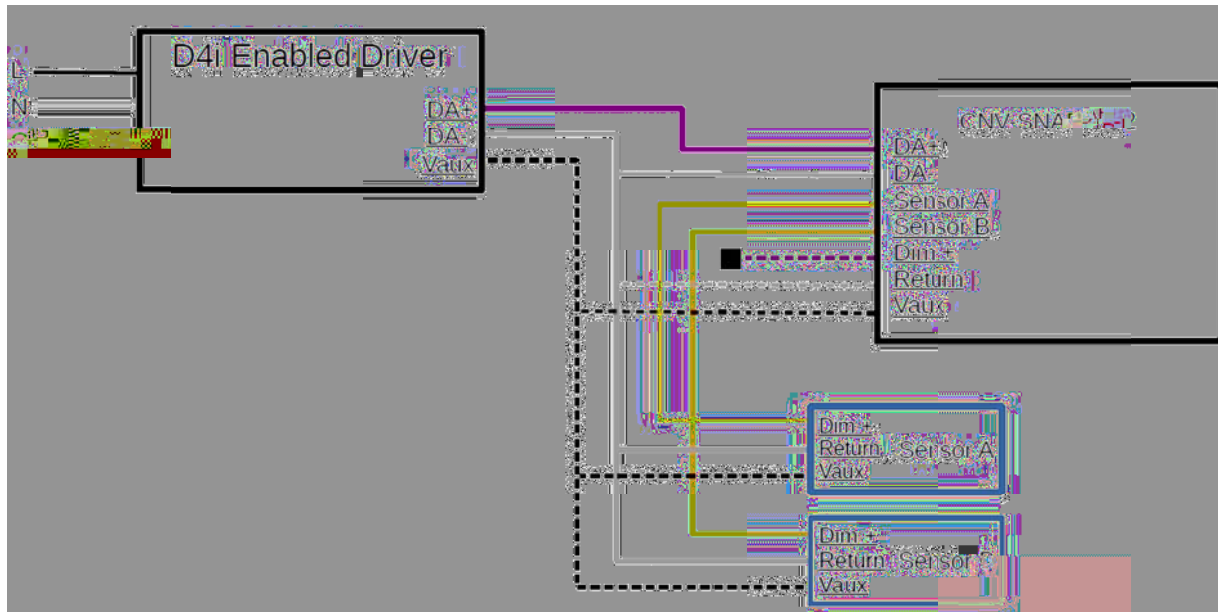 D4i Enabled Driver
L
N
DA+
DA-
Vaux
DA+
DA-
Sensor A
Sensor B
Dim +
Return
Vaux
Dim +
Return
Vaux
Sensor A
Dim +
Return
Vaux
Sensor